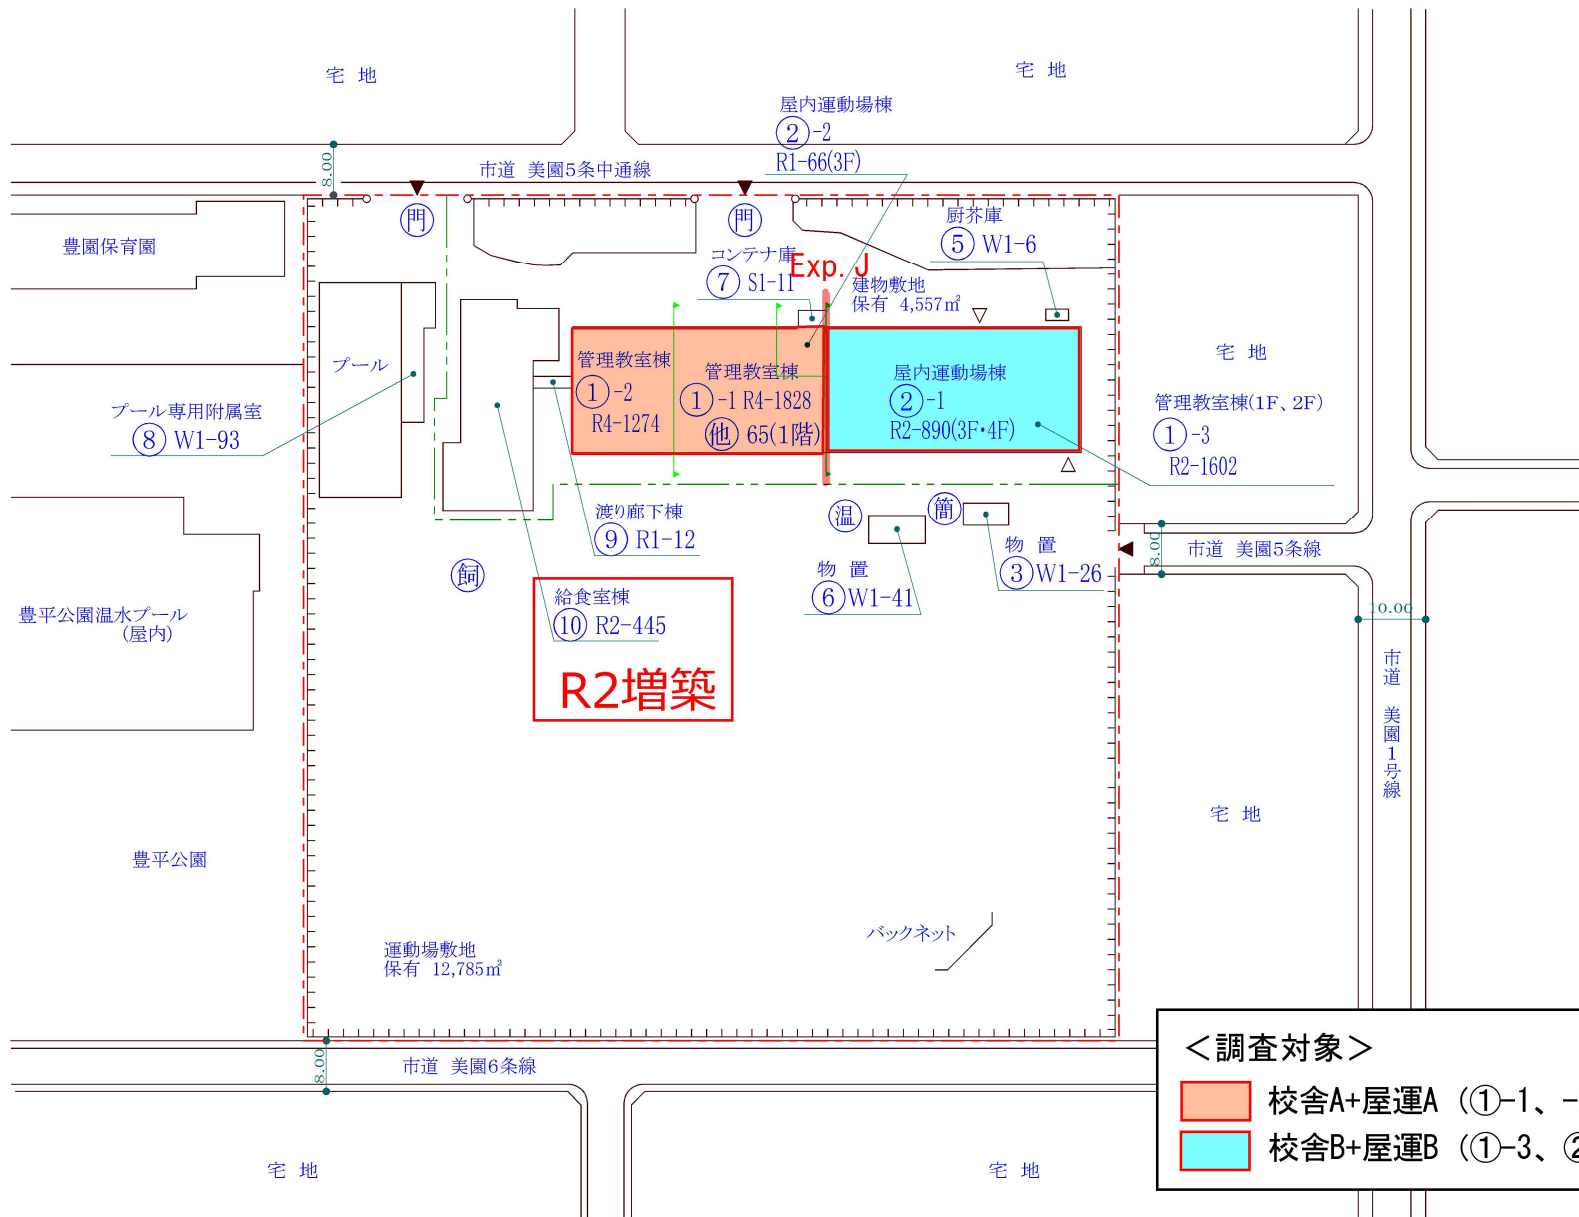 宅 地
宅 地
屋内運動場棟
②-2
R1-66(3F)
8.00
市道 美園5条中通線
門
門
豊園保育園
厨芥庫
⑤ W1-6
コンテナ庫
⑦ S1-11
Exp. J
建物敷地
保有 4,557㎡
プール
管理教室棟
①-2
R4-1274
管理教室棟
①-1 R4-1828
他 65(1階)
屋内運動場棟
②-1
R2-890(3F・4F)
宅 地
プール専用附属室
⑧ W1-93
管理教室棟(1F、2F)
①-3
R2-1602
渡り廊下棟
⑨ R1-12
温
簡
物 置
③ W1-26
8.00
市道 美園5条線
飼
物 置
⑥ W1-41
給食室棟
⑩ R2-445
R2増築
豊平公園温水プール
(屋内)
10.00
市道 美園1号線
宅 地
豊平公園
バックネット
運動場敷地
保有 12,785㎡
8.00
市道 美園6条線
宅 地
宅 地
＜調査対象＞
校舎A+屋運A（①-1、-
校舎B+屋運B（①-3、②